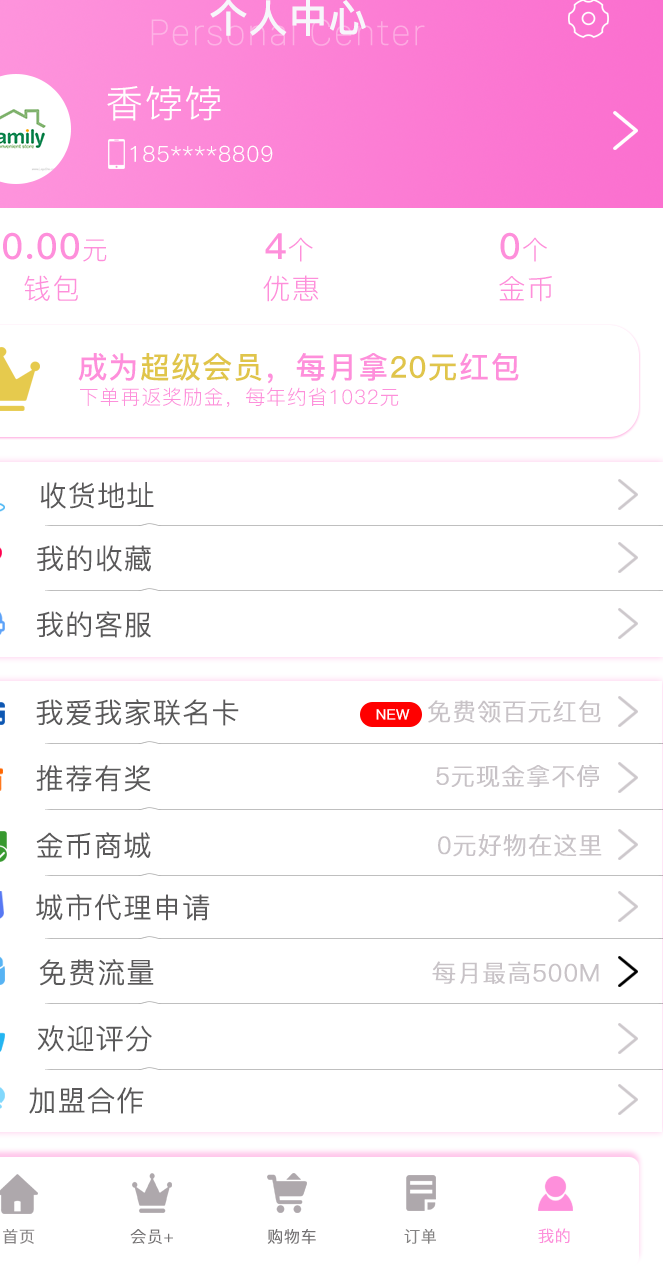 个人中心
Personal Center
香饽饽
amily
185****8809
0.00元
4个
0个
钱包
优惠
金币
成为超级会员，每月拿20元红包
下单再返奖励金，每年约省1032元
收货地址
我的收藏
我的客服
我爱我家联名卡
NEW 免费领百元红包
推荐有奖
5元现金拿不停
金币商城
0元好物在这里
城市代理申请
免费流量
每月最高500M
欢迎评分
加盟合作
首页
会员+
购物车
订单
我的